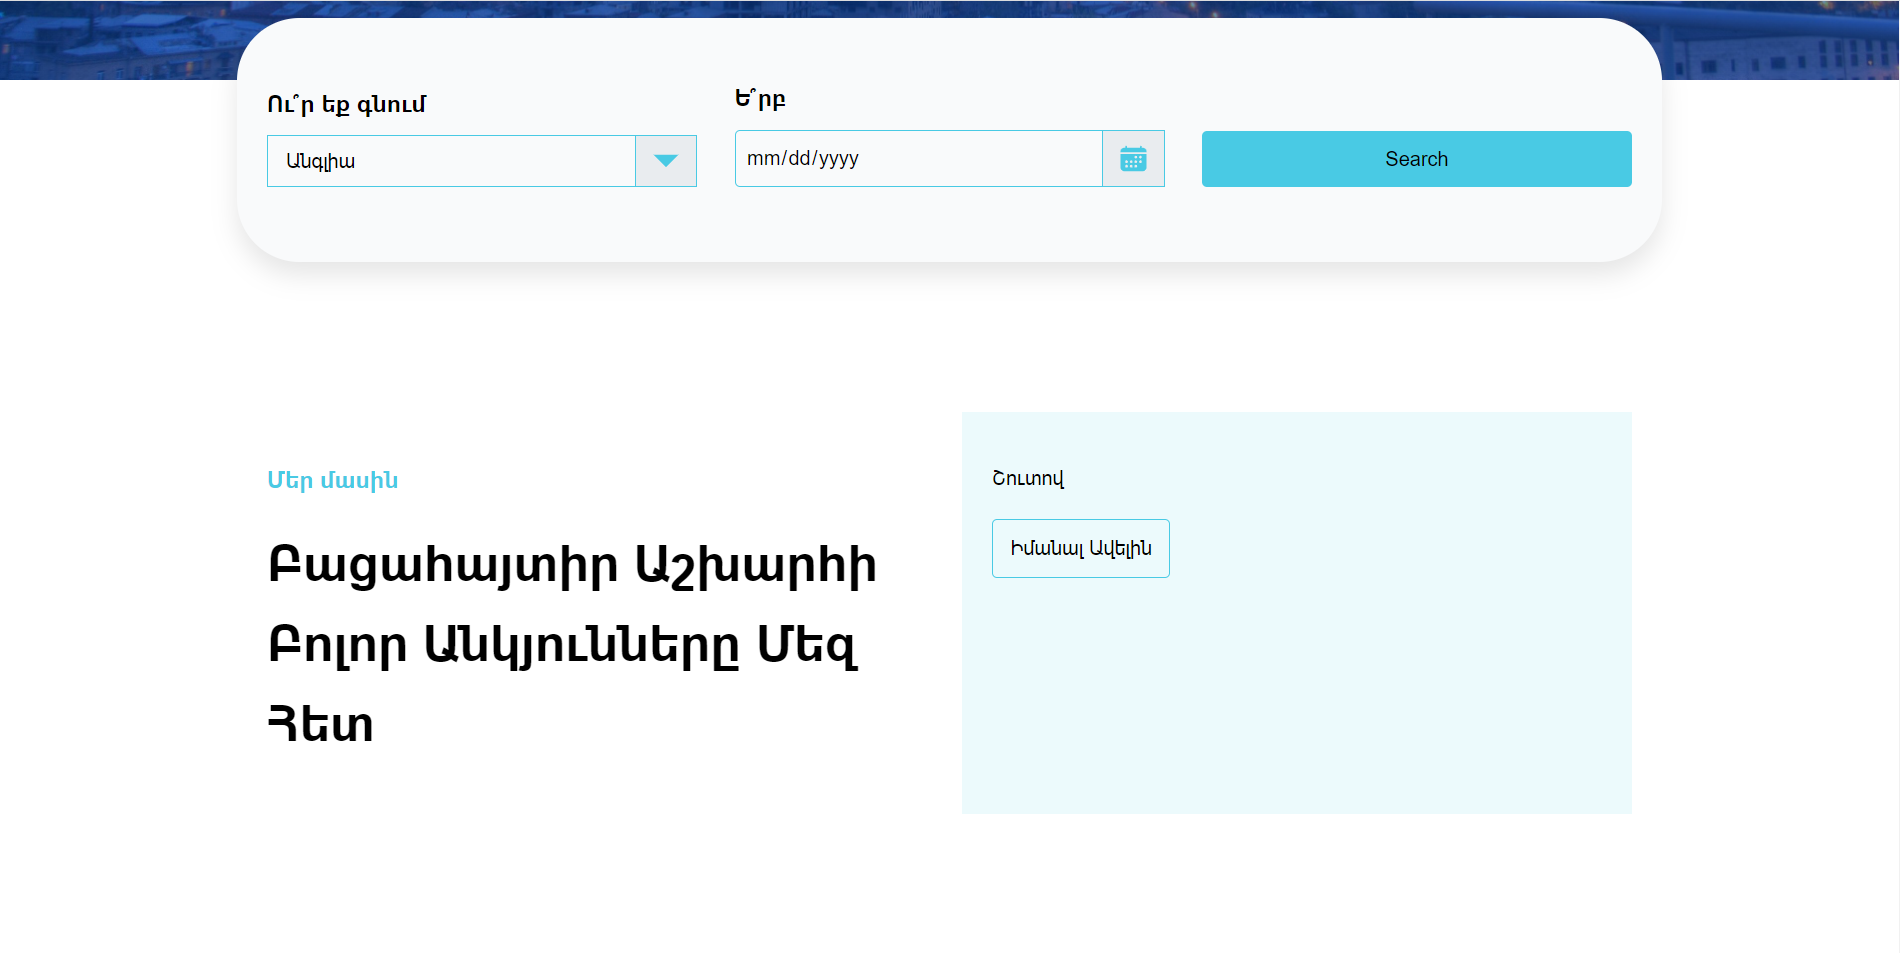 Ու՞ր եք գնում
Ե՞րբ
Անգլիա
mm/dd/yyyy
Search
Մեր մասին
Շուտով
Բացահայտիր Աշխարհի
Բոլոր Անկյունները Մեզ
Հետ
Իմանալ Ավելին